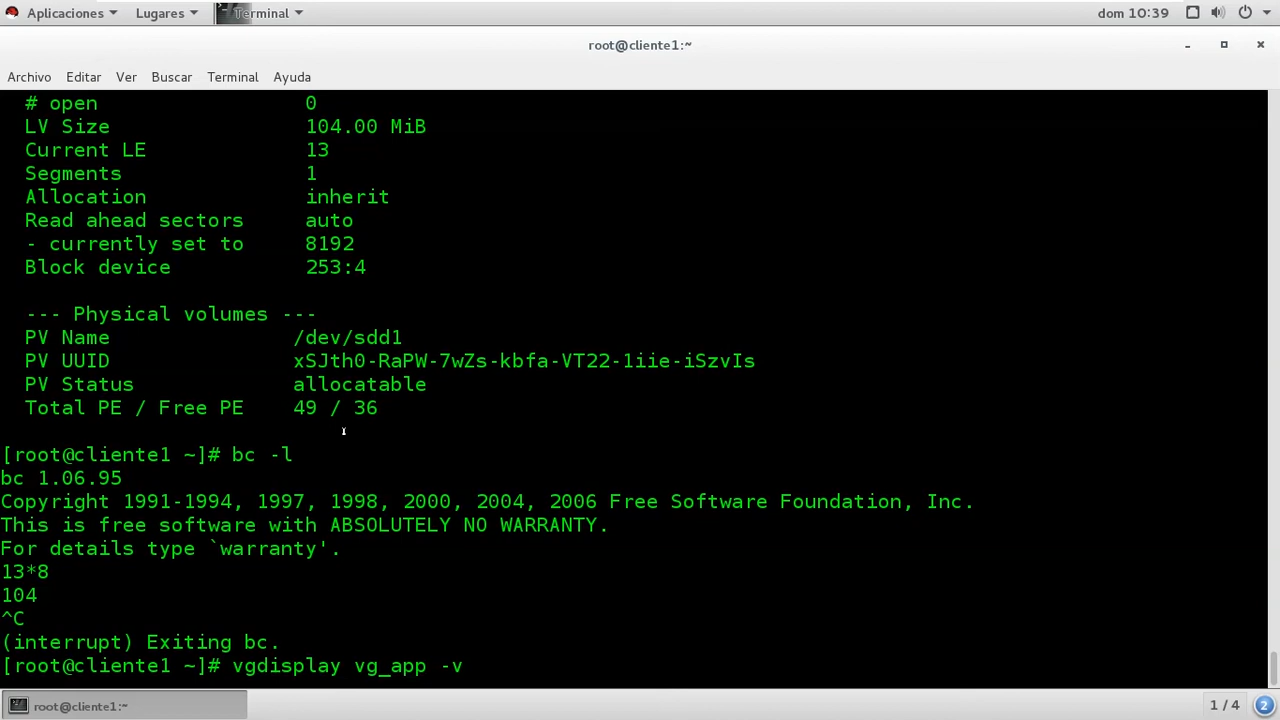 Aplicaciones Lugares Terminal dom 10:39
root@cliente1:~
Archivo Editar Ver Buscar Terminal Ayuda
# open 0
LV Size 104.00 MiB
Current LE 13
Segments 1
Allocation inherit
Read ahead sectors auto
- currently set to 8192
Block device 253:4
--- Physical volumes ---
PV Name /dev/sdd1
PV UUID xSJth0-RaPW-7wZs-kbfa-VT22-1iie-iSzvIs
PV Status allocatable
Total PE / Free PE 49 / 36
[root@cliente1 ~]# bc -l
bc 1.06.95
Copyright 1991-1994, 1997, 1998, 2000, 2004, 2006 Free Software Foundation, Inc.
This is free software with ABSOLUTELY NO WARRANTY.
For details type `warranty'.
13*8
104
^C
(interrupt) Exiting bc.
[root@cliente1 ~]# vgdisplay vg_app -v
root@cliente1:~ 1 / 4 2